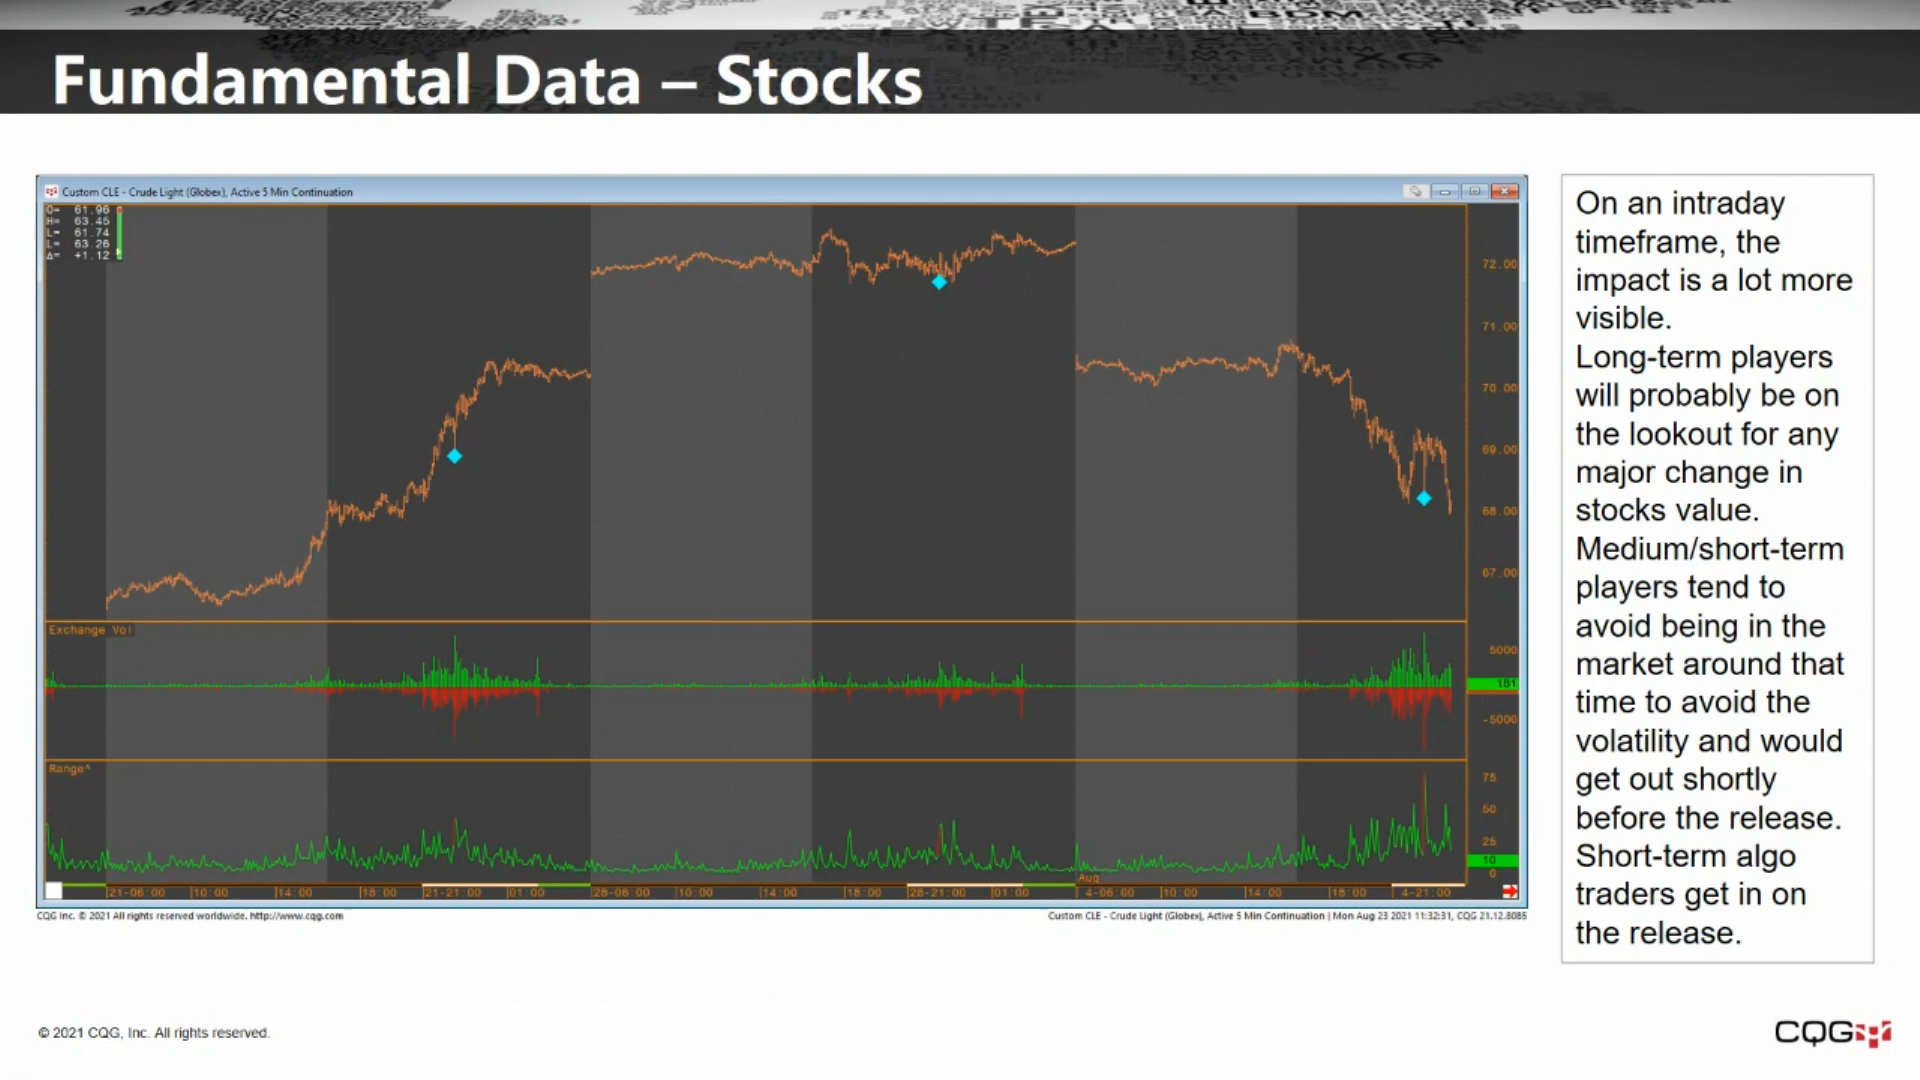 Fundamental Data – Stocks
Custom CLE - Crude Light (Globex), Active 5 Min Continuation
O= 61.96
H= 63.45
L= 61.74
L= 63.26
Δ= +1.12
72.00
71.00
70.00
69.00
68.00
67.00
Exchange Vol
5000
181
-5000
Range^
75
50
25
10
0
Aug
21-06:00 10:00 14:00 18:00 21-21:00 01:00 28-06:00 10:00 14:00 18:00 28-21:00 01:00 4-06:00 10:00 14:00 18:00 4-21:00
CQG Inc. © 2021 All rights reserved worldwide. http://www.cqg.com
Custom CLE - Crude Light (Globex), Active 5 Min Continuation | Mon Aug 23 2021 11:32:31, CQG 21.12.8085
On an intraday
timeframe, the
impact is a lot more
visible.
Long-term players
will probably be on
the lookout for any
major change in
stocks value.
Medium/short-term
players tend to
avoid being in the
market around that
time to avoid the
volatility and would
get out shortly
before the release.
Short-term algo
traders get in on
the release.
© 2021 CQG, Inc. All rights reserved.
CQG